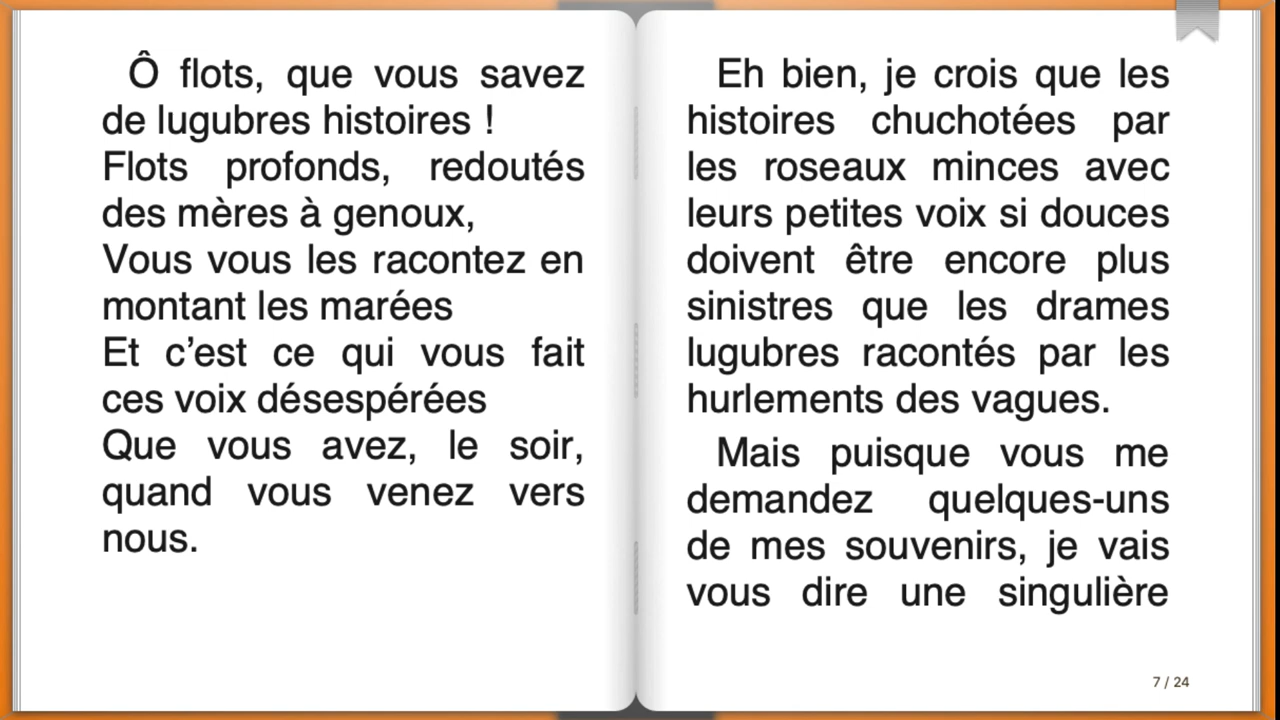 Ô flots, que vous savez
de lugubres histoires !
Flots profonds, redoutés
des mères à genoux,
Vous vous les racontez en
montant les marées
Et c’est ce qui vous fait
ces voix désespérées
Que vous avez, le soir,
quand vous venez vers
nous.
Eh bien, je crois que les
histoires chuchotées par
les roseaux minces avec
leurs petites voix si douces
doivent être encore plus
sinistres que les drames
lugubres racontés par les
hurlements des vagues.
Mais puisque vous me
demandez quelques-uns
de mes souvenirs, je vais
vous dire une singulière
7 / 24